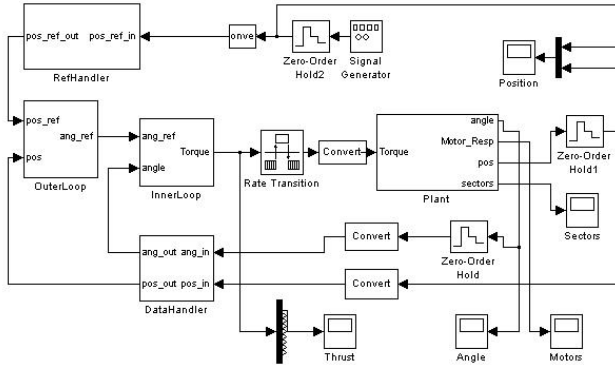 pos_ref_out pos_ref_in
RefHandler
onve
Zero-Order
Hold2
Signal
Generator
Position
pos_ref
ang_ref
pos
OuterLoop
ang_ref
Torque
angle
InnerLoop
Rate Transition
Convert
Torque
angle
Motor_Resp
pos
sectors
Plant
Zero-Order
Hold1
Sectors
ang_out ang_in
pos_out pos_in
DataHandler
Convert
Zero-Order
Hold
Convert
Thrust
Angle
Motors